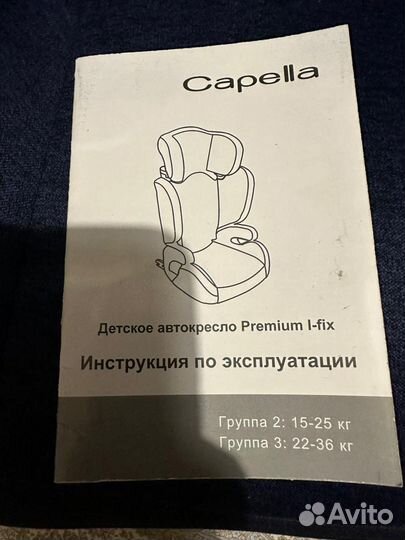 Capella
Детское автокресло Premium I-fix
Инструкция по эксплуатации
Группа 2: 15-25 кг
Группа 3: 22-36 кг
Avito